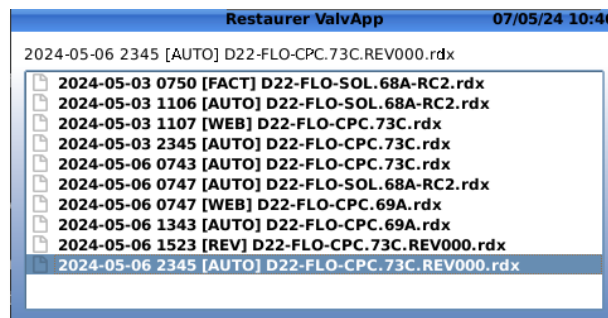 Restaurer ValvApp 07/05/24 10:4
2024-05-06 2345 [AUTO] D22-FLO-CPC.73C.REV000.rdx
2024-05-03 0750 [FACT] D22-FLO-SOL.68A-RC2.rdx
2024-05-03 1106 [AUTO] D22-FLO-SOL.68A-RC2.rdx
2024-05-03 1107 [WEB] D22-FLO-CPC.73C.rdx
2024-05-03 2345 [AUTO] D22-FLO-CPC.73C.rdx
2024-05-06 0743 [AUTO] D22-FLO-CPC.73C.rdx
2024-05-06 0747 [AUTO] D22-FLO-SOL.68A-RC2.rdx
2024-05-06 0747 [WEB] D22-FLO-CPC.69A.rdx
2024-05-06 1343 [AUTO] D22-FLO-CPC.69A.rdx
2024-05-06 1523 [REV] D22-FLO-CPC.73C.REV000.rdx
2024-05-06 2345 [AUTO] D22-FLO-CPC.73C.REV000.rdx